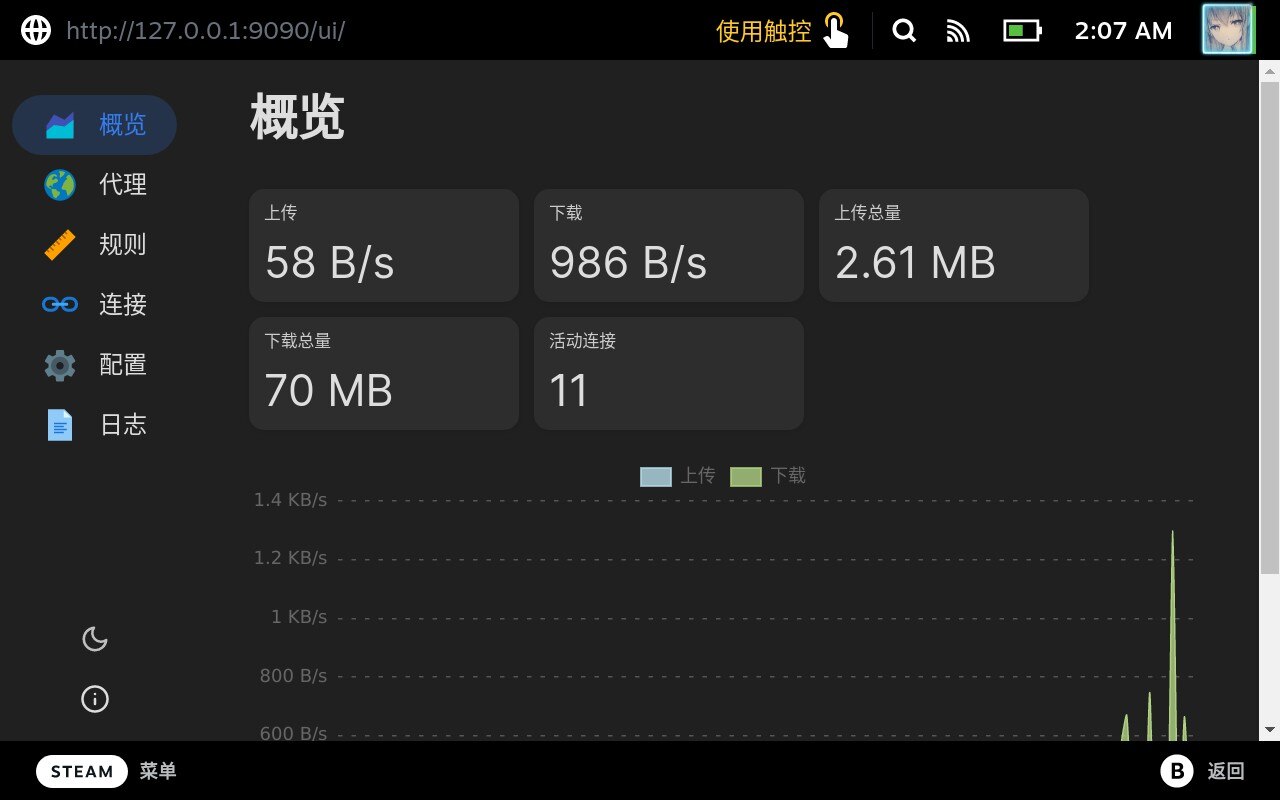 http://127.0.0.1:9090/ui/ 使用触控 2:07 AM
概览
代理
规则
连接
配置
日志
概览
上传
58 B/s
下载
986 B/s
上传总量
2.61 MB
下载总量
70 MB
活动连接
11
上传 下载
1.4 KB/s
1.2 KB/s
1 KB/s
800 B/s
600 B/s
STEAM 菜单
B 返回